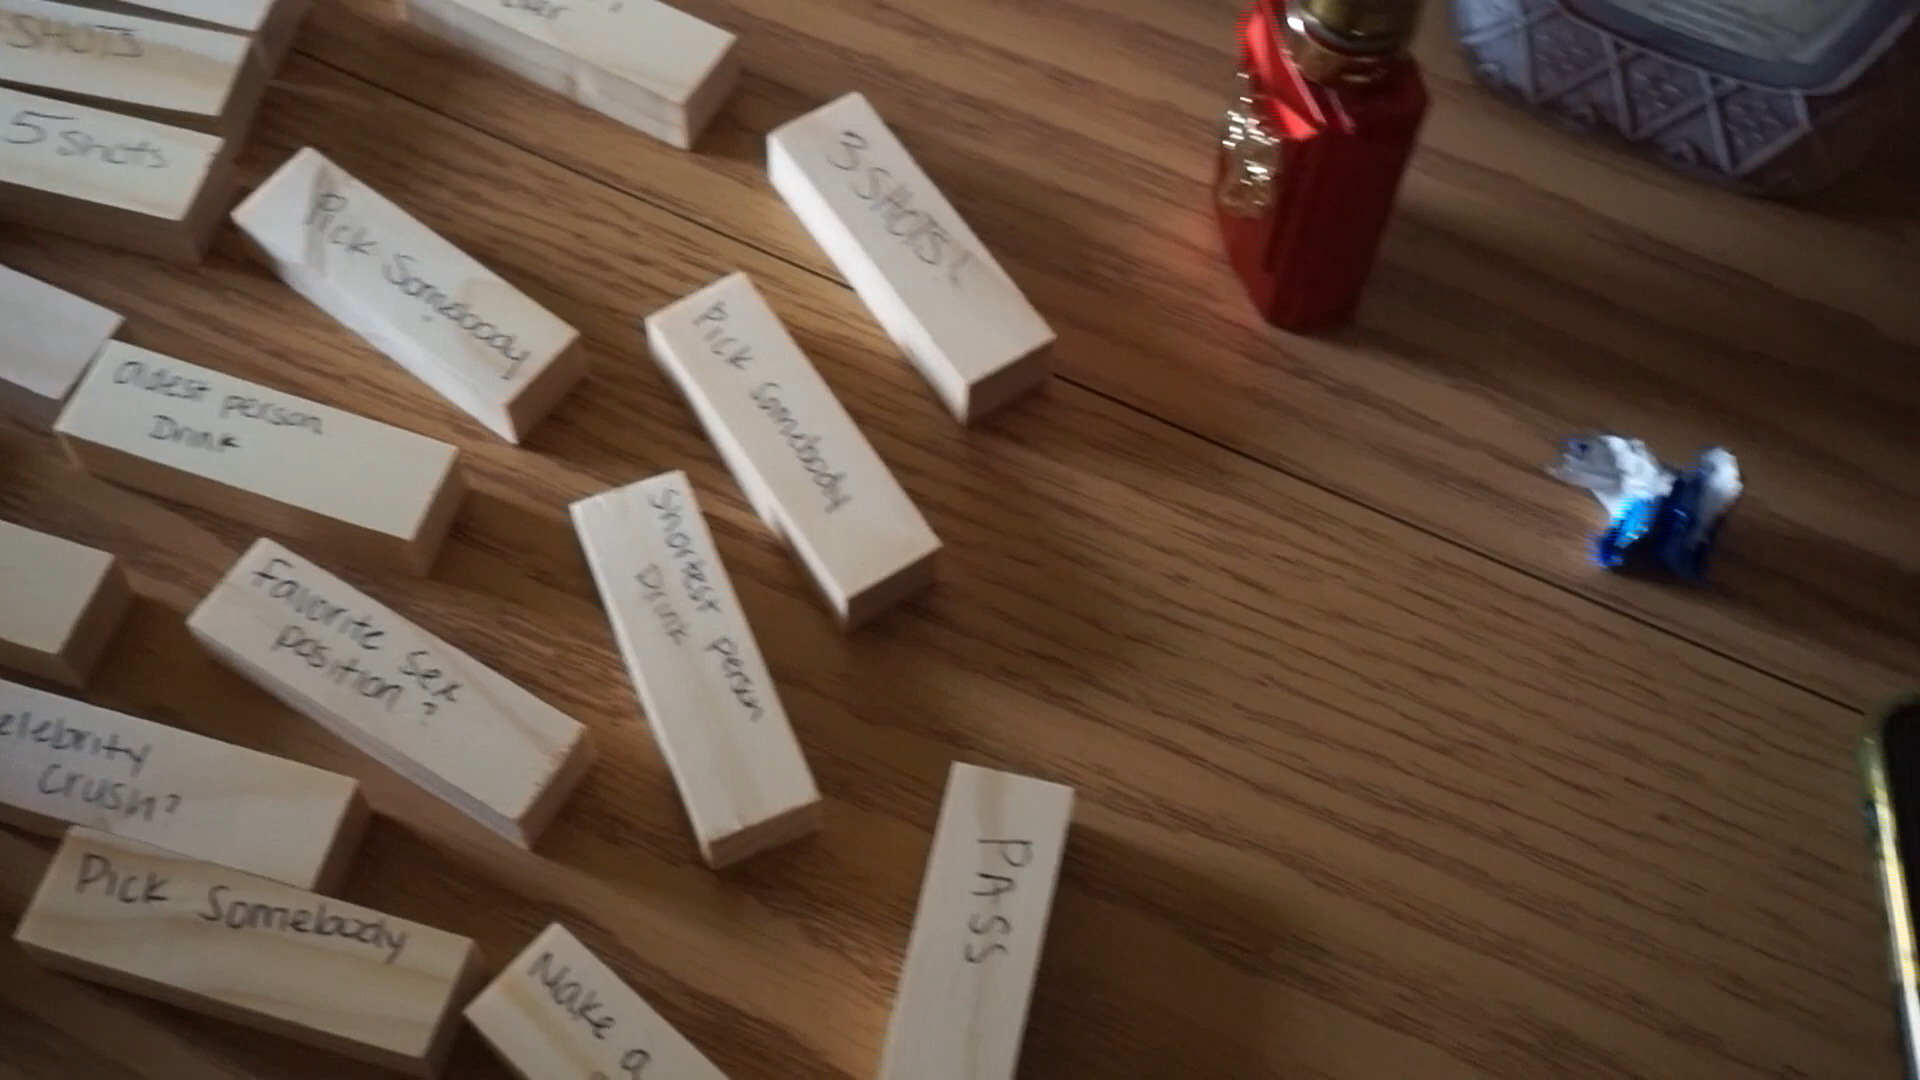 SHOTS
5 shots
Pick Somebody
3 SHOTS!
Pick Somebody
oldest person
Drink
Shortest person
Drink
Favorite Sex
position?
elebrity
crush?
Pick Somebody
Make a
PASS